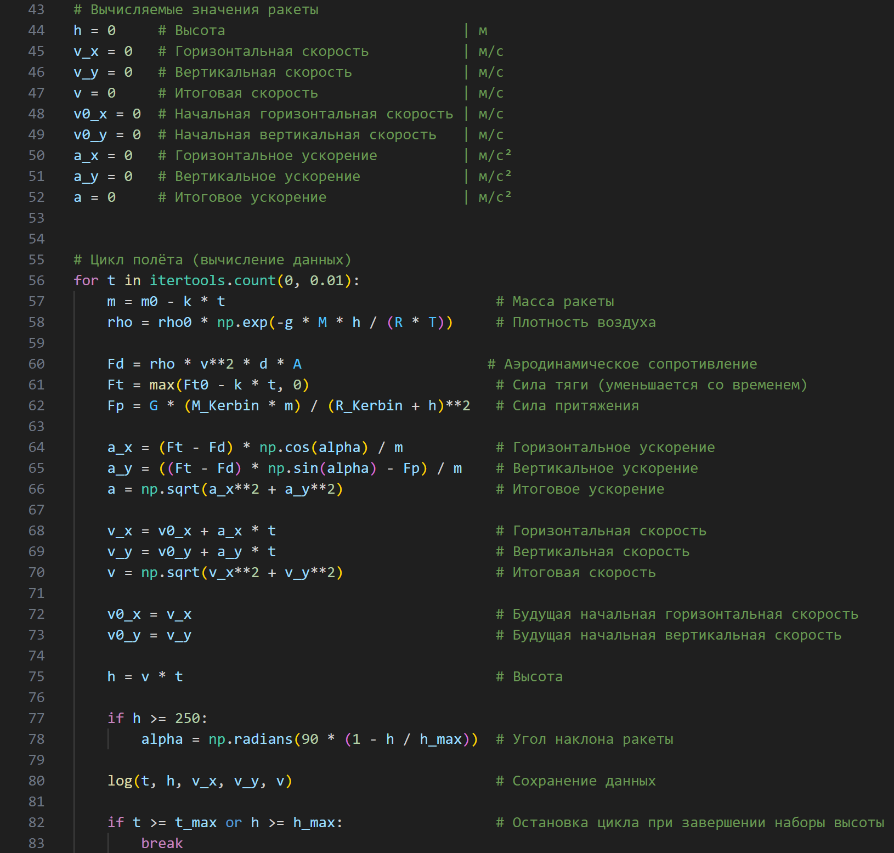 43 # Вычисляемые значения ракеты
44 h = 0 # Высота | м
45 v_x = 0 # Горизонтальная скорость | м/с
46 v_y = 0 # Вертикальная скорость | м/с
47 v = 0 # Итоговая скорость | м/с
48 v0_x = 0 # Начальная горизонтальная скорость | м/с
49 v0_y = 0 # Начальная вертикальная скорость | м/с
50 a_x = 0 # Горизонтальное ускорение | м/с²
51 a_y = 0 # Вертикальное ускорение | м/с²
52 a = 0 # Итоговое ускорение | м/с²
53
54
55 # Цикл полёта (вычисление данных)
56 for t in itertools.count(0, 0.01):
57 m = m0 - k * t # Масса ракеты
58 rho = rho0 * np.exp(-g * M * h / (R * T)) # Плотность воздуха
59
60 Fd = rho * v**2 * d * A # Аэродинамическое сопротивление
61 Ft = max(Ft0 - k * t, 0) # Сила тяги (уменьшается со временем)
62 Fp = G * (M_Kerbin * m) / (R_Kerbin + h)**2 # Сила притяжения
63
64 a_x = (Ft - Fd) * np.cos(alpha) / m # Горизонтальное ускорение
65 a_y = ((Ft - Fd) * np.sin(alpha) - Fp) / m # Вертикальное ускорение
66 a = np.sqrt(a_x**2 + a_y**2) # Итоговое ускорение
67
68 v_x = v0_x + a_x * t # Горизонтальная скорость
69 v_y = v0_y + a_y * t # Вертикальная скорость
70 v = np.sqrt(v_x**2 + v_y**2) # Итоговая скорость
71
72 v0_x = v_x # Будущая начальная горизонтальная скорость
73 v0_y = v_y # Будущая начальная вертикальная скорость
74
75 h = v * t # Высота
76
77 if h >= 250:
78 alpha = np.radians(90 * (1 - h / h_max)) # Угол наклона ракеты
79
80 log(t, h, v_x, v_y, v) # Сохранение данных
81
82 if t >= t_max or h >= h_max: # Остановка цикла при завершении наборы высоты
83 break